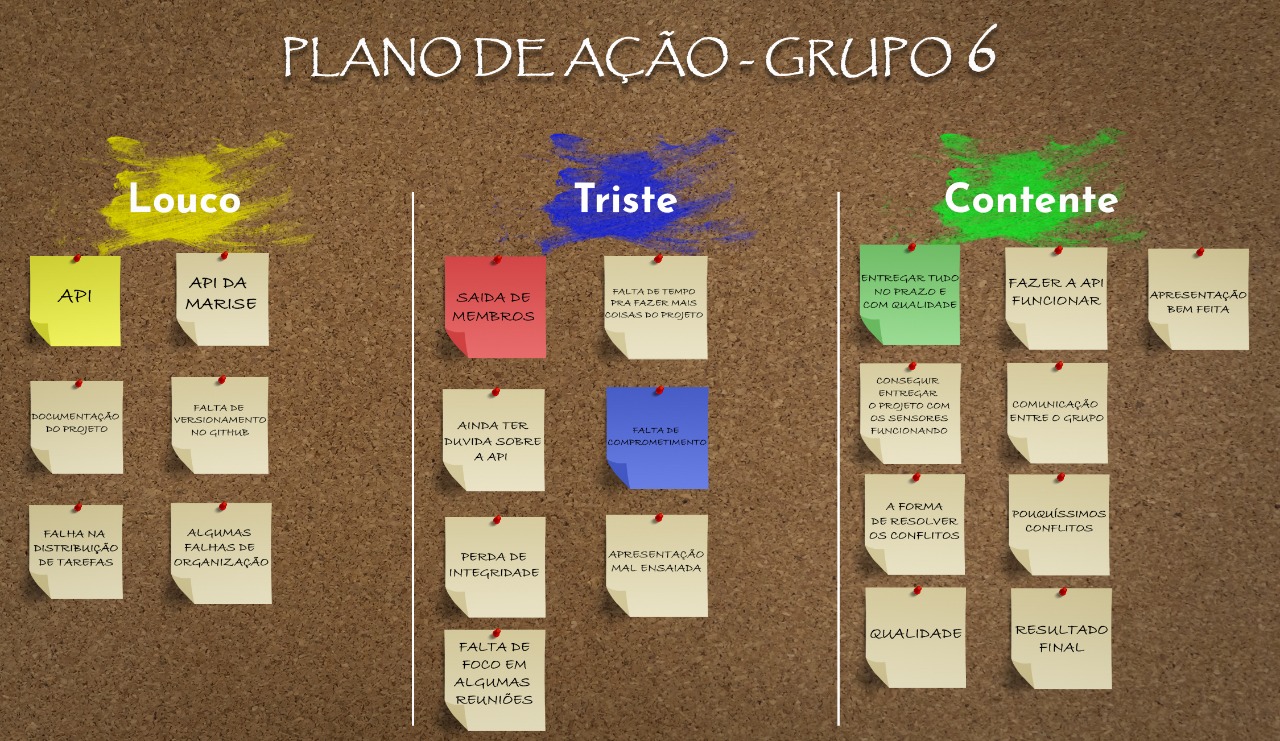 PLANO DE AÇÃO - GRUPO 6
Louco
API
API DA
MARISE
DOCUMENTAÇÃO
DO PROJETO
FALTA DE
VERSIONAMENTO
NO GITHUB
FALHA NA
DISTRIBUIÇÃO
DE TAREFAS
ALGUMAS
FALHAS DE
ORGANIZAÇÃO
Triste
SAIDA DE
MEMBROS
FALTA DE TEMPO
PRA FAZER MAIS
COISAS DO PROJETO
AINDA TER
DUVIDA SOBRE
A API
FALTA DE
COMPROMETIMENTO
PERDA DE
INTEGRIDADE
APRESENTAÇÃO
MAL ENSAIADA
FALTA DE
FOCO EM
ALGUMAS
REUNIÕES
Contente
ENTREGAR TUDO
NO PRAZO E
COM QUALIDADE
FAZER A API
FUNCIONAR
APRESENTAÇÃO
BEM FEITA
CONSEGUIR
ENTREGAR
O PROJETO COM
OS SENSORES
FUNCIONANDO
COMUNICAÇÃO
ENTRE O GRUPO
A FORMA
DE RESOLVER
OS CONFLITOS
POUQUÍSSIMOS
CONFLITOS
QUALIDADE
RESULTADO
FINAL